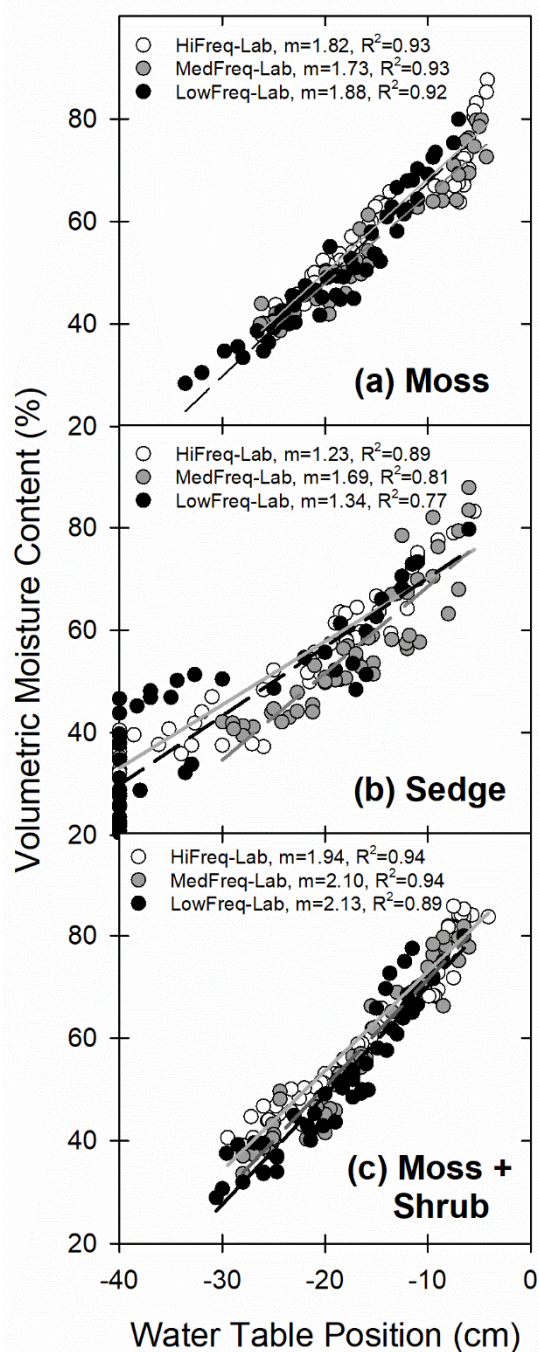 HiFreq-Lab, m=1.82, R²=0.93
MedFreq-Lab, m=1.73, R²=0.93
LowFreq-Lab, m=1.88, R²=0.92
80
60
40
(a) Moss
20
HiFreq-Lab, m=1.23, R²=0.89
MedFreq-Lab, m=1.69, R²=0.81
LowFreq-Lab, m=1.34, R²=0.77
80
60
40
(b) Sedge
20
HiFreq-Lab, m=1.94, R²=0.94
MedFreq-Lab, m=2.10, R²=0.94
LowFreq-Lab, m=2.13, R²=0.89
80
60
40
(c) Moss +
Shrub
20
Volumetric Moisture Content (%)
-40 -30 -20 -10 0
Water Table Position (cm)